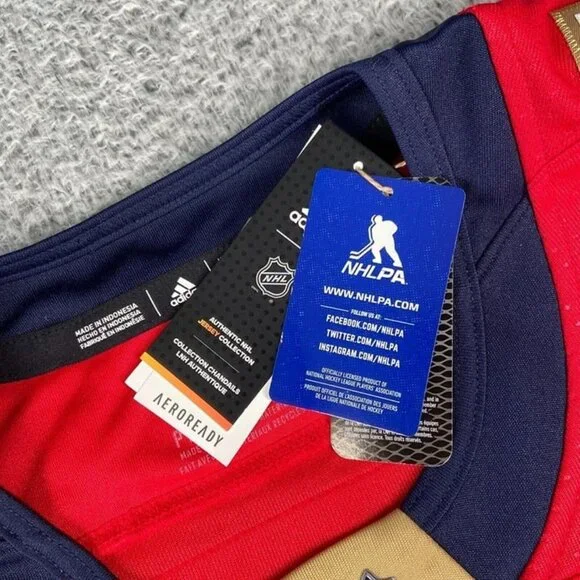 MADE IN INDONESIA
HECHO EN INDONESIA
FABRIQUÉ EN INDONÉSIE
adidas
NHL
AUTHENTIC NHL
JERSEY COLLECTION
COLLECTION CHANDAILS
LNH AUTHENTIQUE
AEROREADY
NHLPA
WWW.NHLPA.COM
FOLLOW US AT:
FACEBOOK.COM/NHLPA
TWITTER.COM/NHLPA
INSTAGRAM.COM/NHLPA
OFFICIALLY LICENSED PRODUCT OF
NATIONAL HOCKEY LEAGUE PLAYERS' ASSOCIATION
PRODUIT OFFICIEL DE L'ASSOCIATION DES JOUEURS
DE LA LIGUE NATIONALE DE HOCKEY